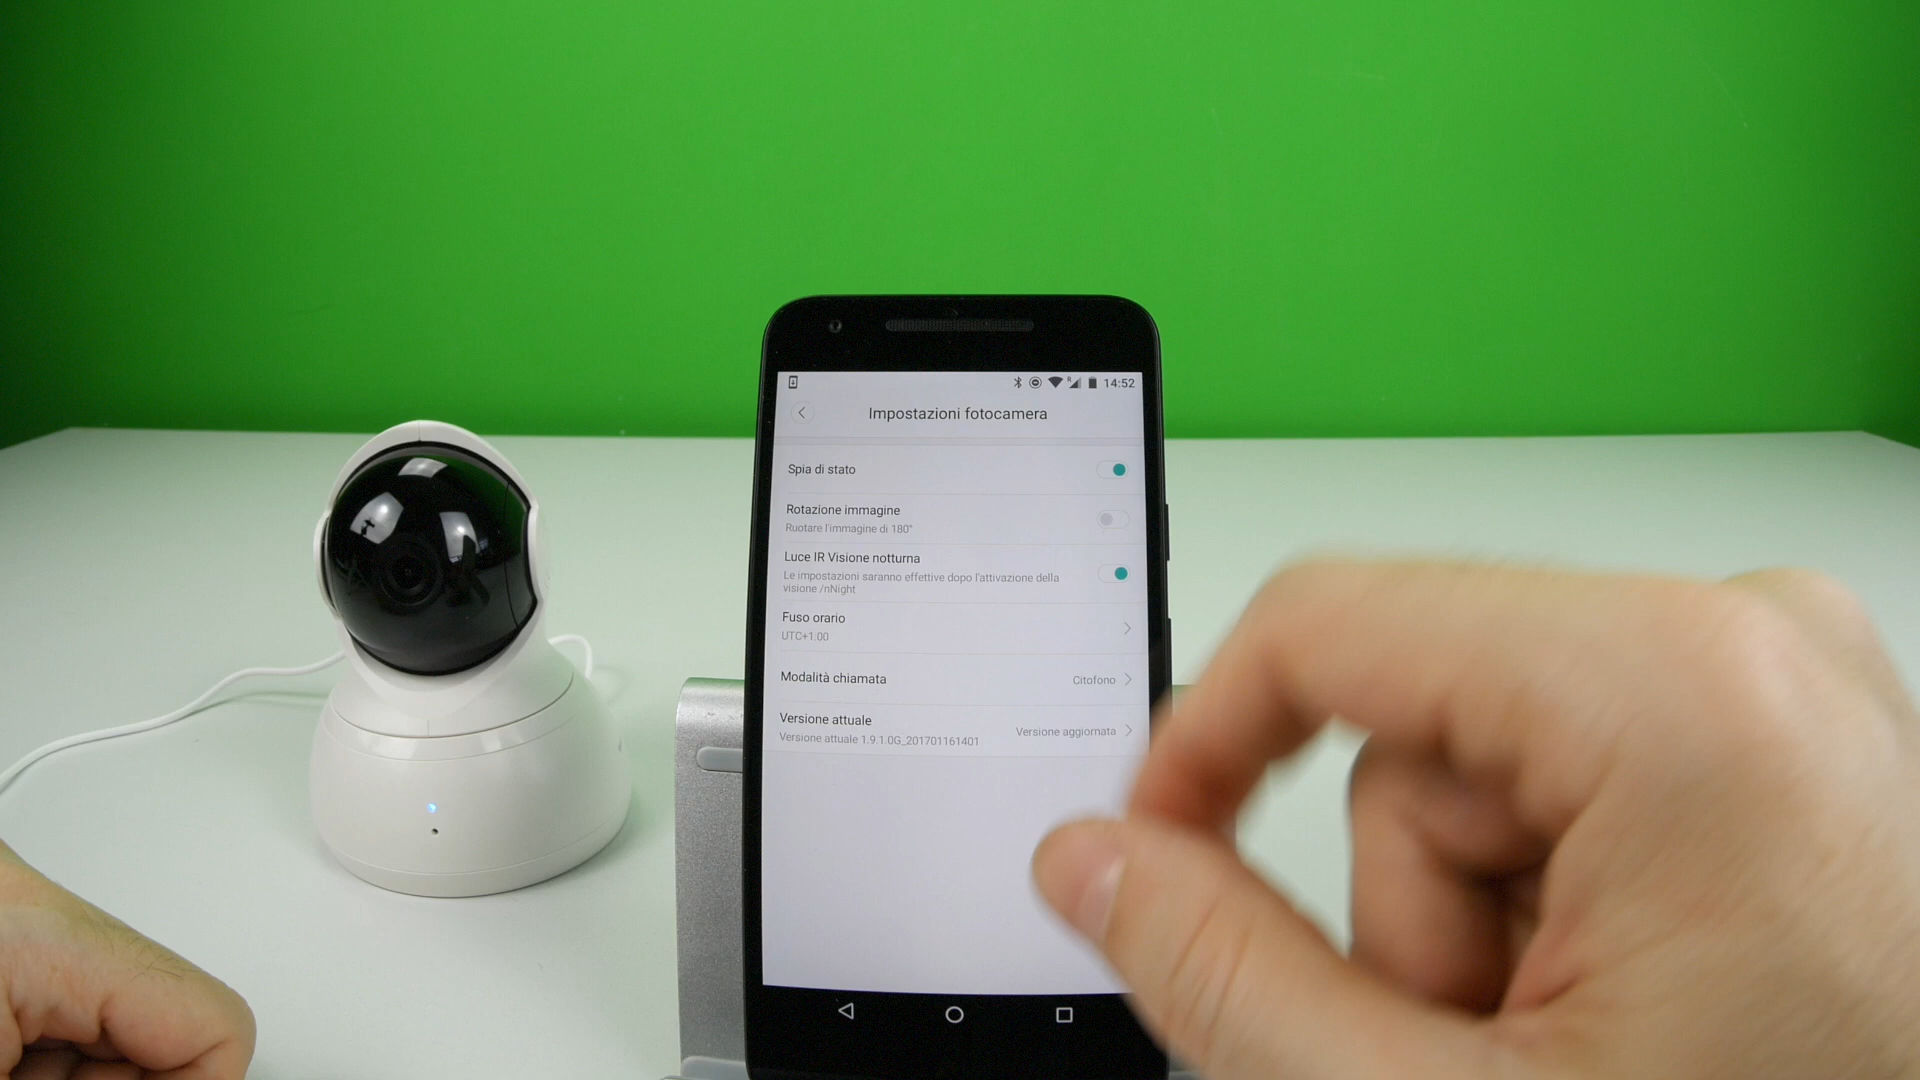 14:52
Impostazioni fotocamera
Spia di stato
Rotazione immagine
Ruotare l'immagine di 180°
Luce IR Visione notturna
Le impostazioni saranno effettive dopo l'attivazione della
visione /nNight
Fuso orario
UTC+1:00
Modalità chiamata Citofono
Versione attuale
Versione attuale 1.9.1.0G_201701161401 Versione aggiornata